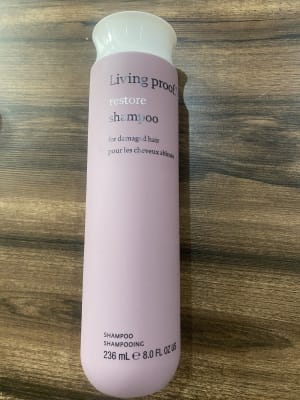 Living proof.
restore
shampoo
for damaged hair
pour les cheveux abîmés
SHAMPOO
SHAMPOOING
236 mL ℮ 8.0 FL OZ US